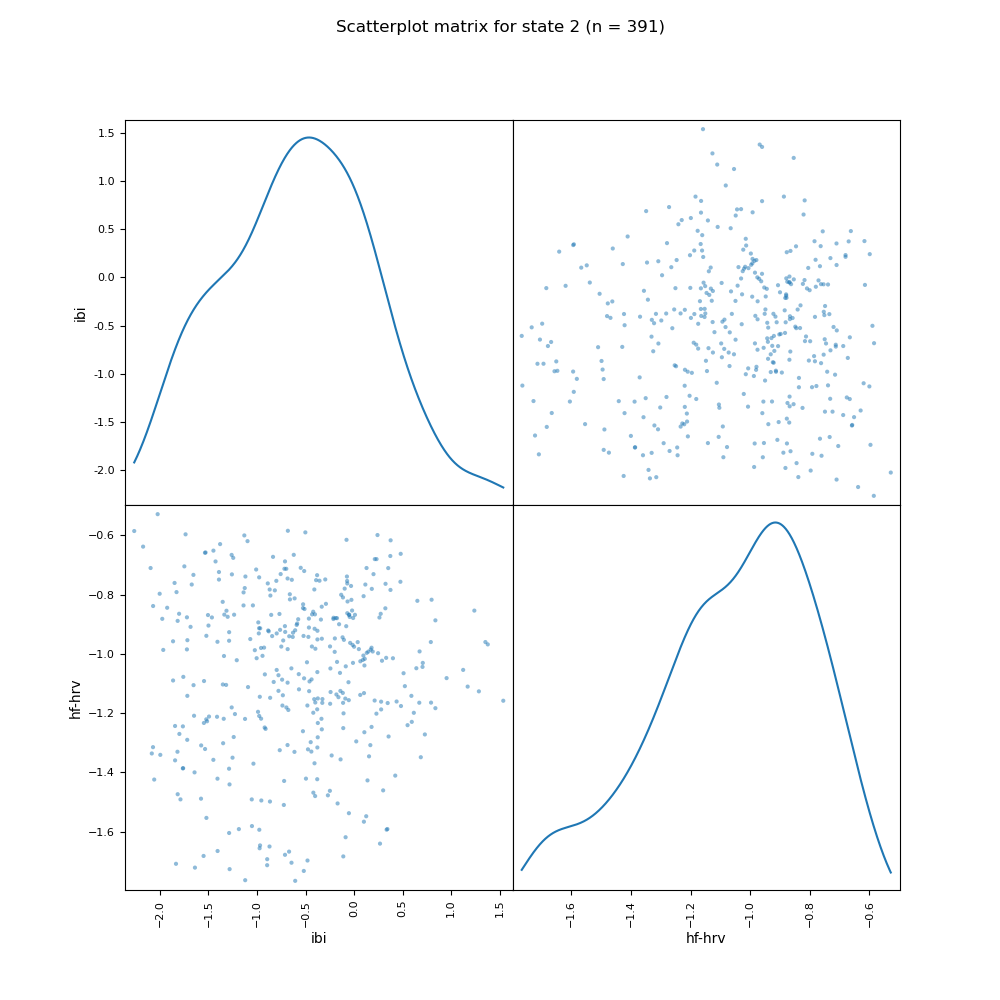 Scatterplot matrix for state 2 (n = 391)
1.5
1.0
0.5
0.0
−0.5
−1.0
−1.5
−2.0
ibi
−0.6
−0.8
−1.0
−1.2
−1.4
−1.6
hf-hrv
−2.0 −1.5 −1.0 −0.5 0.0 0.5 1.0 1.5 −1.6 −1.4 −1.2 −1.0 −0.8 −0.6
ibi hf-hrv